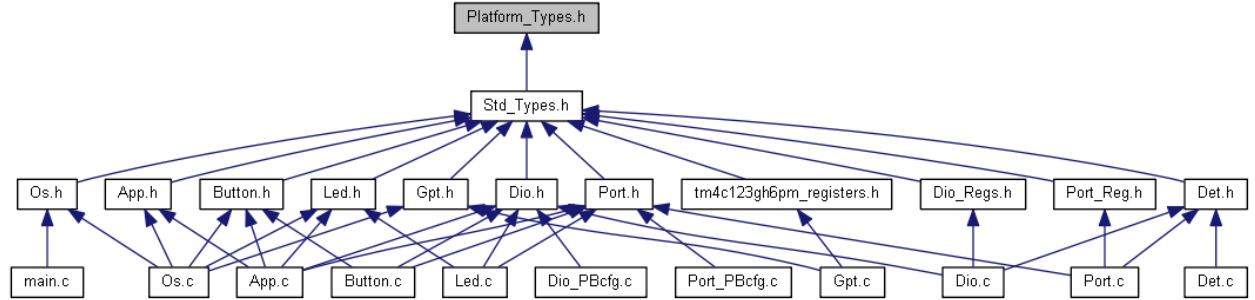 Platform_Types.h
Std_Types.h
Os.h
App.h
Button.h
Led.h
Gpt.h
Dio.h
Port.h
tm4c123gh6pm_registers.h
Dio_Regs.h
Port_Reg.h
Det.h
main.c
Os.c
App.c
Button.c
Led.c
Dio_PBcfg.c
Port_PBcfg.c
Gpt.c
Dio.c
Port.c
Det.c